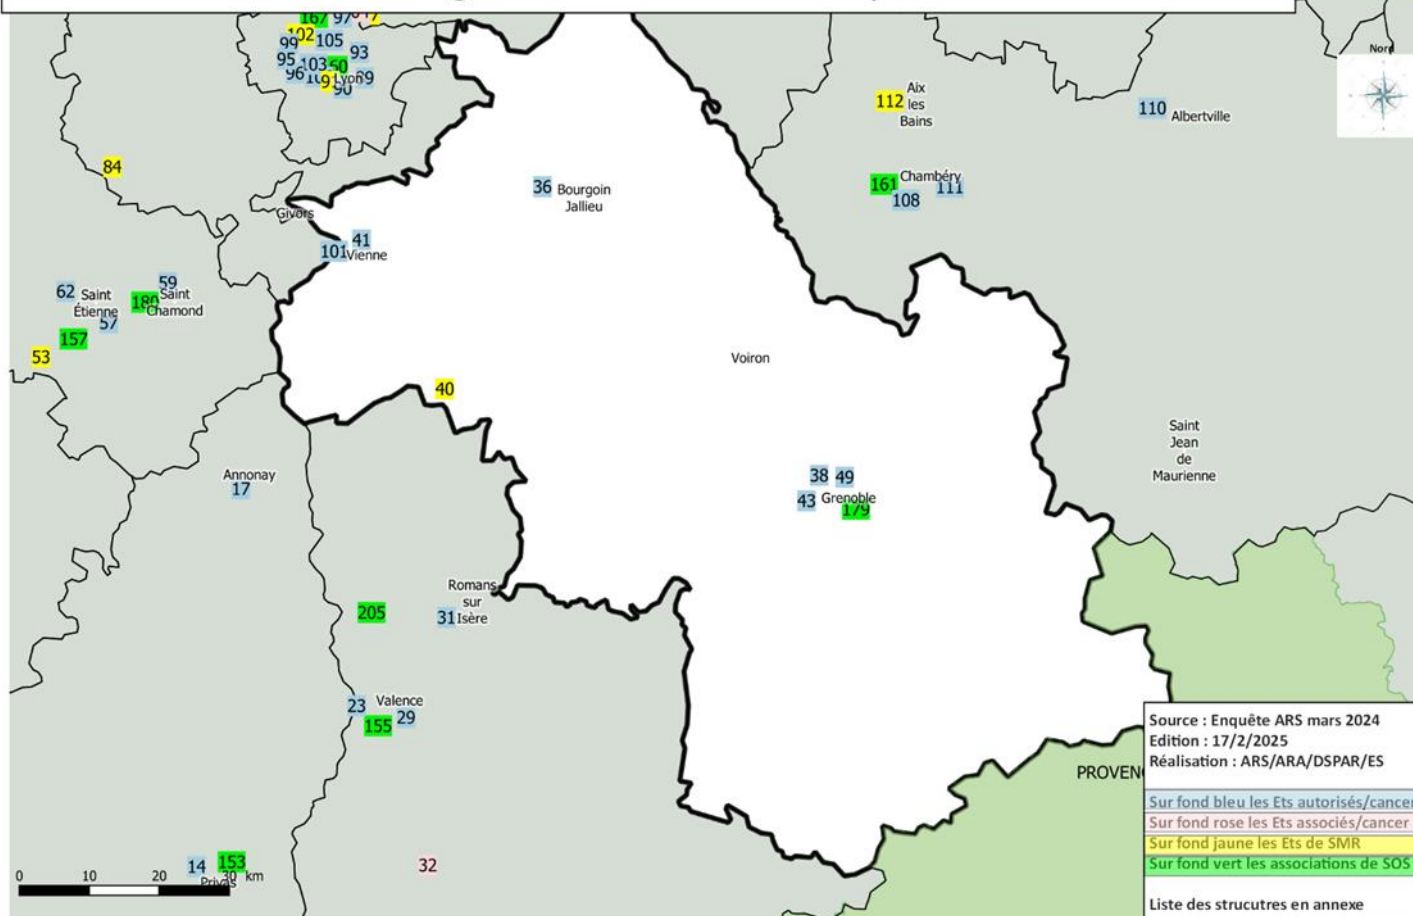 167
97
7
102
99
105
95
103
60
93
96
Lyon
90
Nord
112
Aix
les
Bains
110
Albertville
84
36
Bourgoin
Jallieu
161
Chambéry
111
108
Givors
101
41
Vienne
62
Saint
Étienne
59
180
Saint
Chamond
57
157
53
Voiron
40
Saint
Jean
de
Maurienne
Annonay
17
38
49
43
Grenoble
179
Romans
sur
Isère
31
205
23
Valence
155
29
PROVEN
14
153
Privas
32
0 10 20 30 km
Source : Enquête ARS mars 2024
Edition : 17/2/2025
Réalisation : ARS/ARA/DSPAR/ES
Sur fond bleu les Ets autorisés/cancer
Sur fond rose les Ets associés/cancer
Sur fond jaune les Ets de SMR
Sur fond vert les associations de SOS
Liste des strucutres en annexe